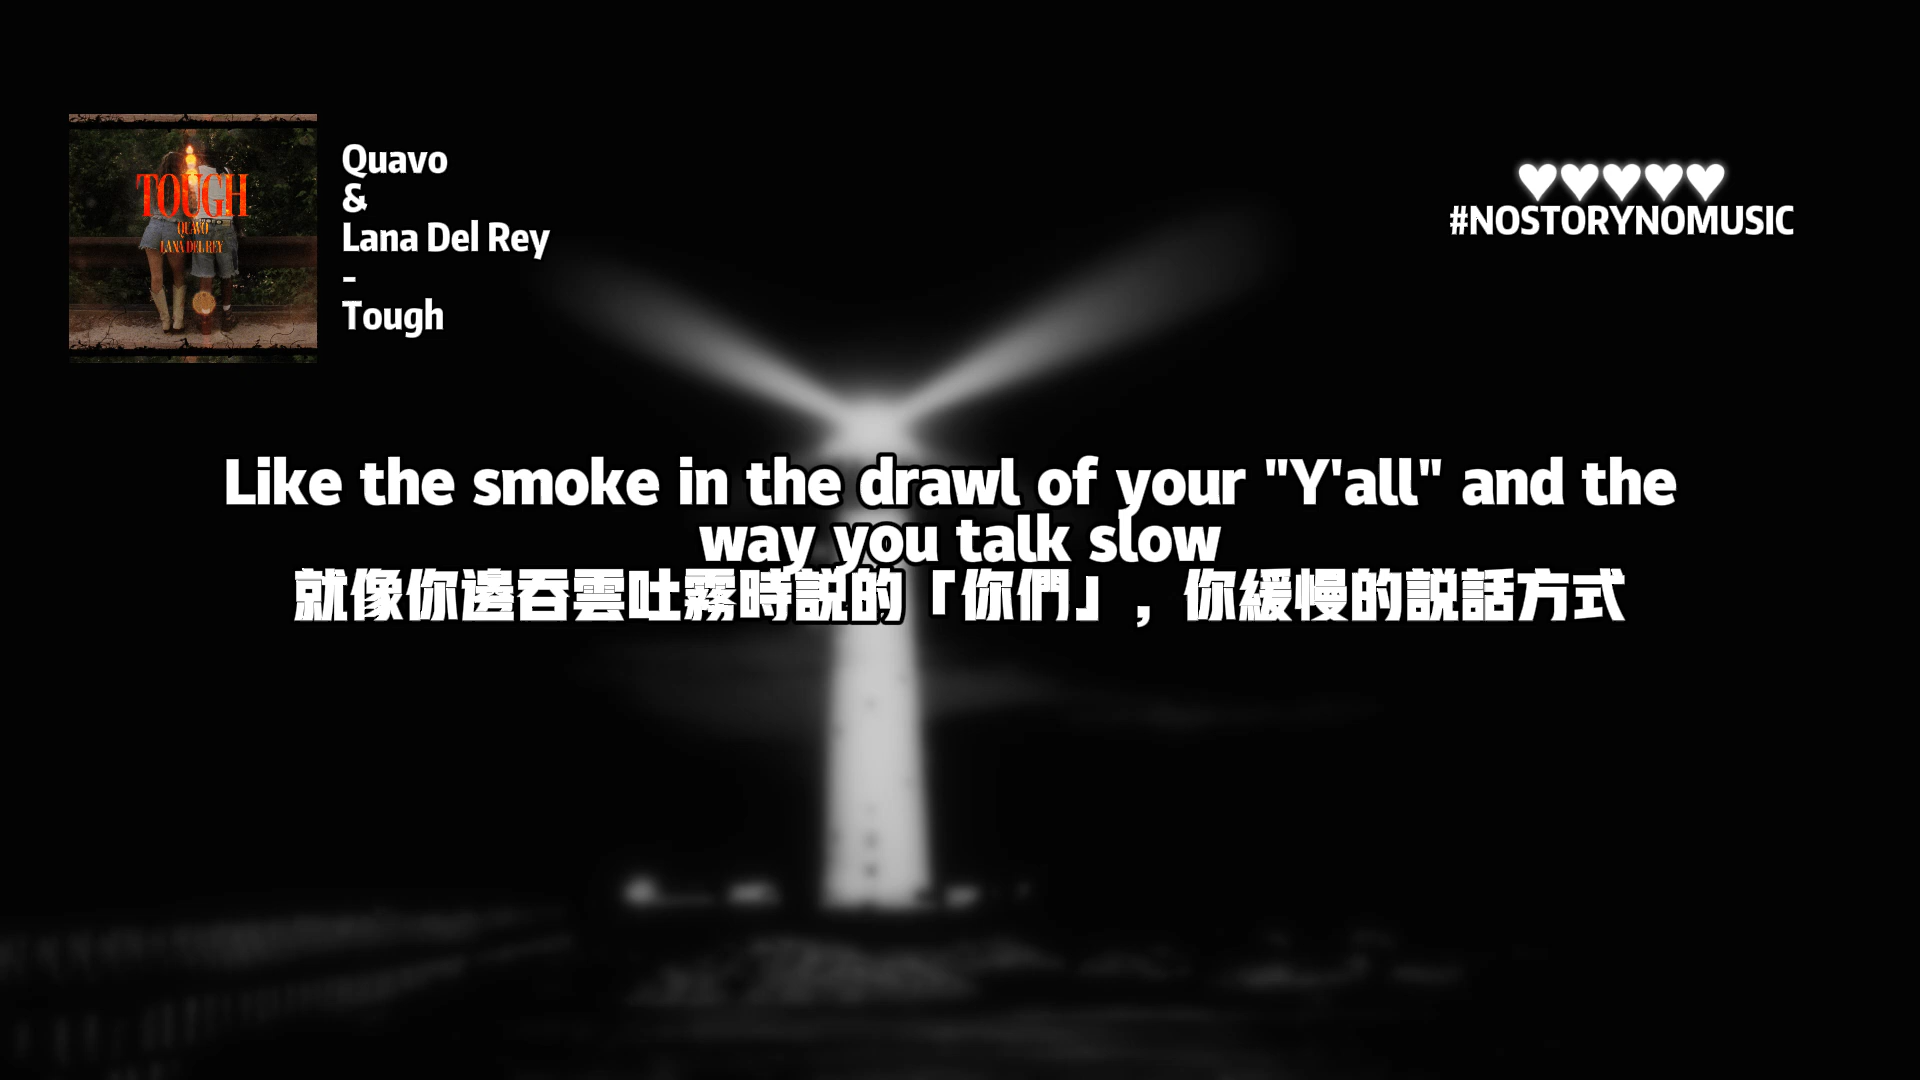 TOUGH
QUAVO
LANA DEL REY
Quavo
&
Lana Del Rey
-
Tough
♥♥♥♥♥
#NOSTORYNOMUSIC
Like the smoke in the drawl of your "Y'all" and the
way you talk slow
就像你邊吞雲吐霧時說的「你們」，你緩慢的說話方式